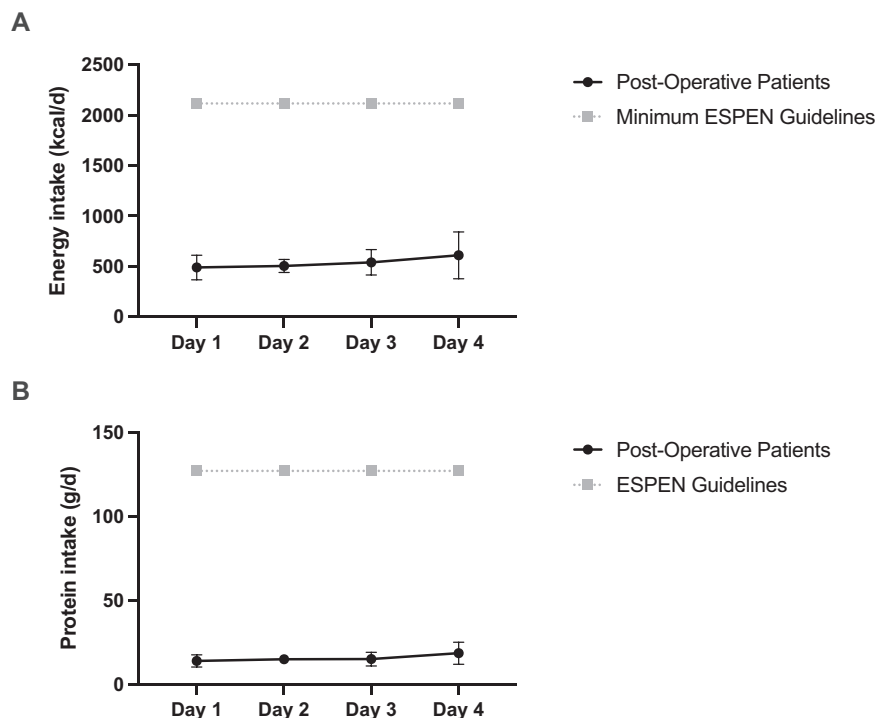 A
Energy intake (kcal/d)
2500
2000
1500
1000
500
0
Day 1 Day 2 Day 3 Day 4
Post-Operative Patients
Minimum ESPEN Guidelines
B
Protein intake (g/d)
150
100
50
0
Day 1 Day 2 Day 3 Day 4
Post-Operative Patients
ESPEN Guidelines